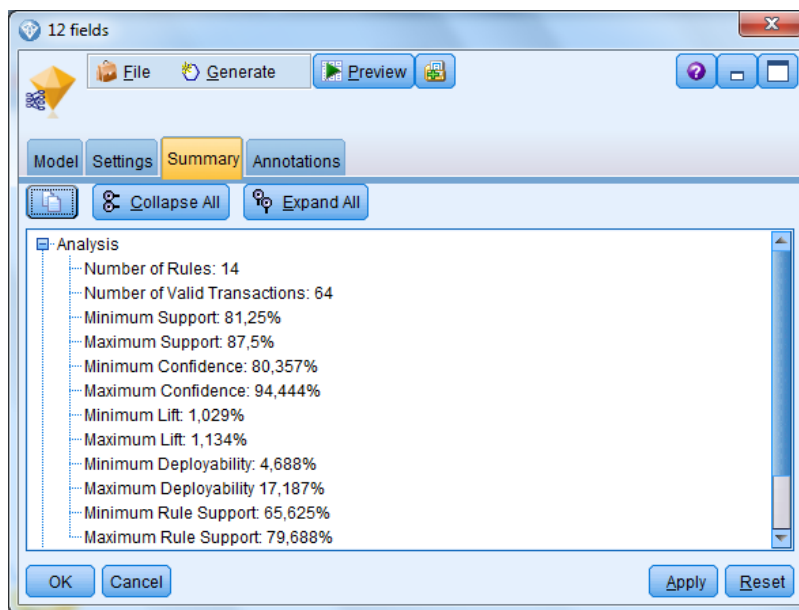 12 fields
File Generate Preview
Model Settings Summary Annotations
Collapse All Expand All
Analysis
Number of Rules: 14
Number of Valid Transactions: 64
Minimum Support: 81,25%
Maximum Support: 87,5%
Minimum Confidence: 80,357%
Maximum Confidence: 94,444%
Minimum Lift: 1,029%
Maximum Lift: 1,134%
Minimum Deployability: 4,688%
Maximum Deployability 17,187%
Minimum Rule Support: 65,625%
Maximum Rule Support: 79,688%
OK Cancel Apply Reset